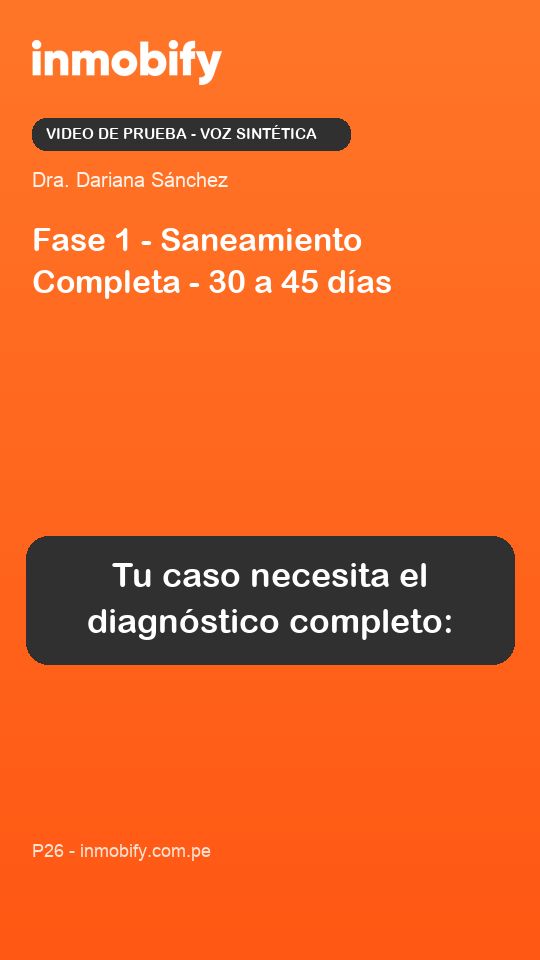 inmobify
VIDEO DE PRUEBA - VOZ SINTÉTICA
Dra. Dariana Sánchez
Fase 1 - Saneamiento
Completa - 30 a 45 días
Tu caso necesita el
diagnóstico completo:
P26 - inmobify.com.pe